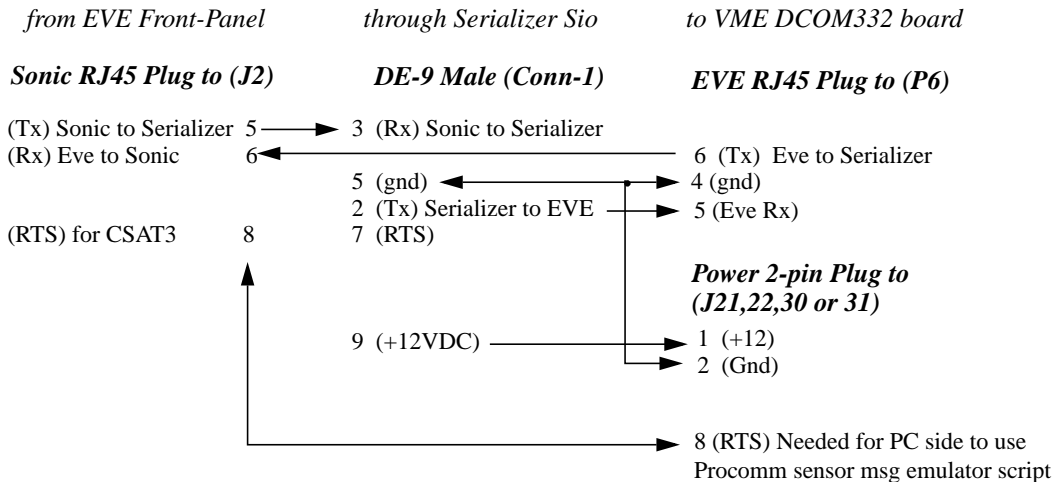 from EVE Front-Panel through Serializer Sio to VME DCOM332 board
Sonic RJ45 Plug to (J2) DE-9 Male (Conn-1) EVE RJ45 Plug to (P6)
(Tx) Sonic to Serializer 5 3 (Rx) Sonic to Serializer
(Rx) Eve to Sonic 6 6 (Tx) Eve to Serializer
5 (gnd) 4 (gnd)
2 (Tx) Serializer to EVE 5 (Eve Rx)
(RTS) for CSAT3 8 7 (RTS)
Power 2-pin Plug to
(J21,22,30 or 31)
9 (+12VDC) 1 (+12)
2 (Gnd)
8 (RTS) Needed for PC side to use
Procomm sensor msg emulator script